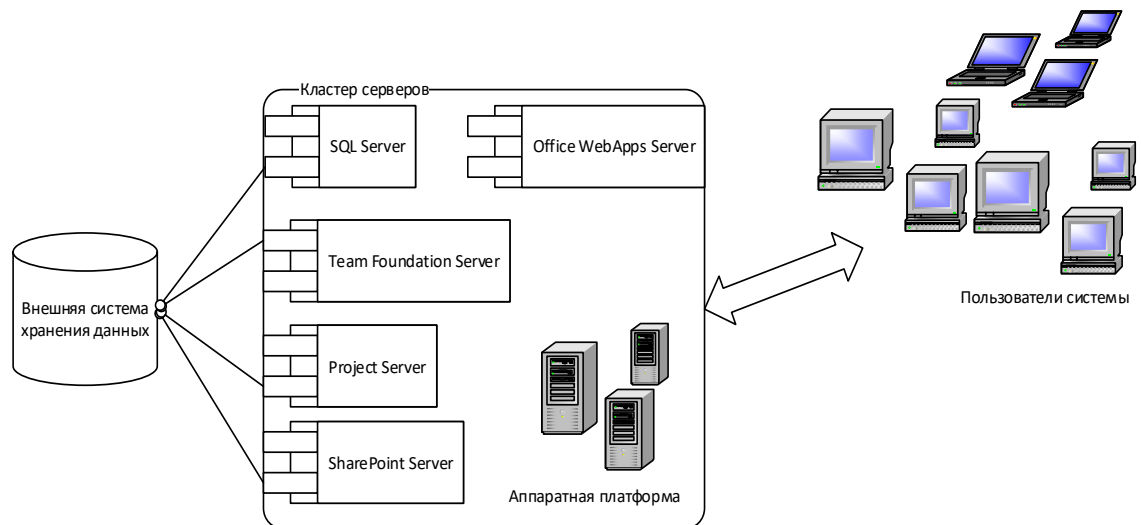 Кластер серверов
SQL Server
Office WebApps Server
Team Foundation Server
Внешняя система
хранения данных
Project Server
SharePoint Server
Аппаратная платформа
Пользователи системы